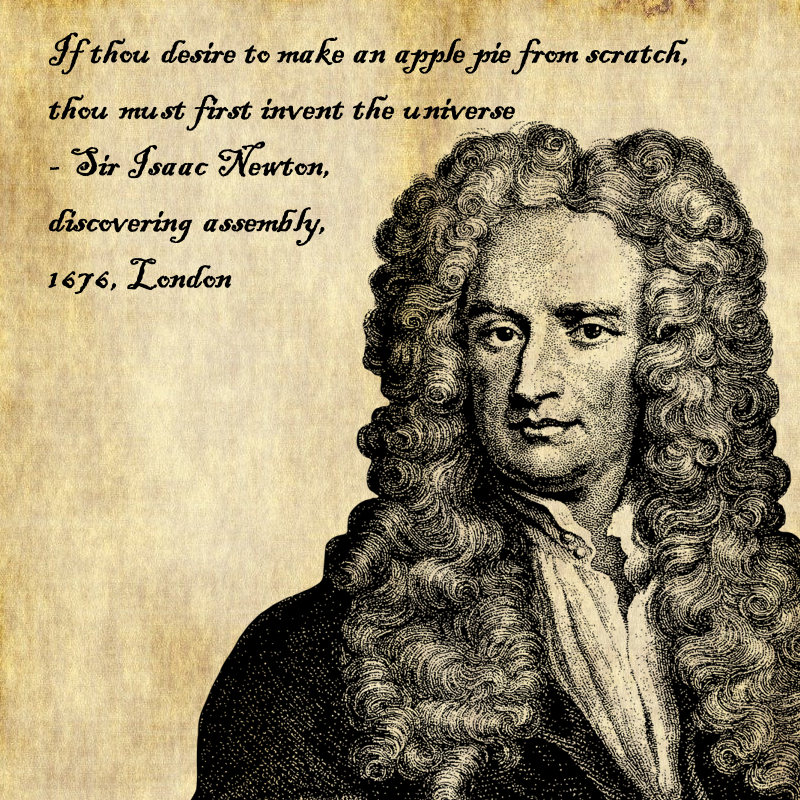 If thou desire to make an apple pie from scratch,
thou must first invent the universe
- Sir Isaac Newton,
discovering assembly,
1676, London